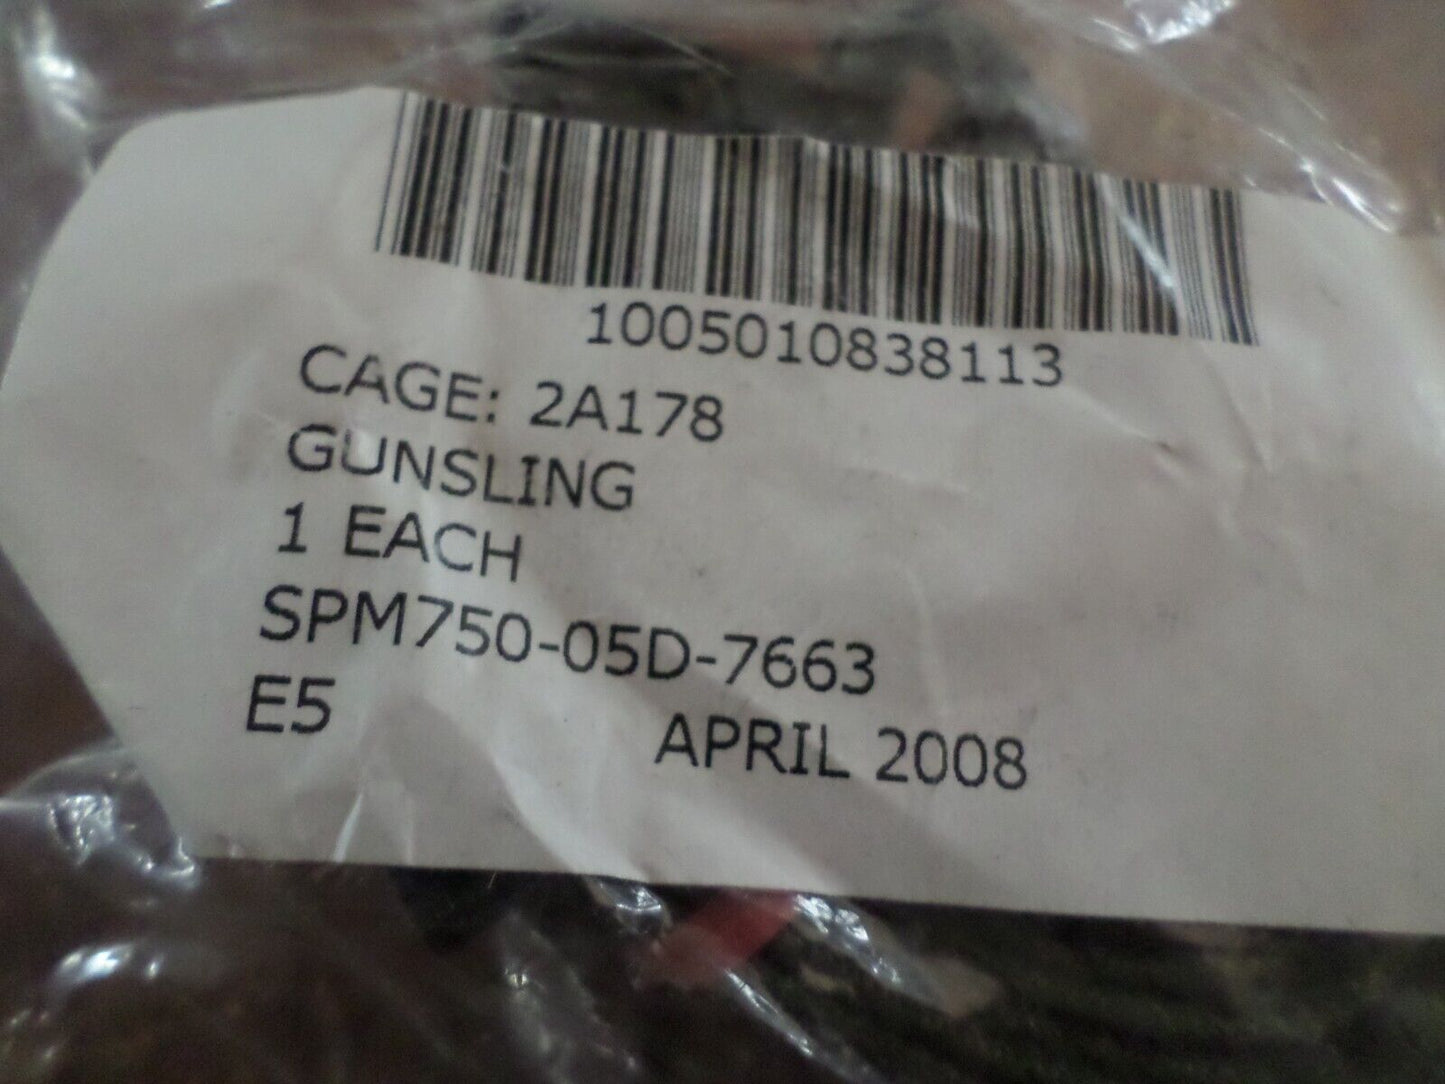 1005010838113
CAGE: 2A178
GUNSLING
1 EACH
SPM750-05D-7663
E5 APRIL 2008